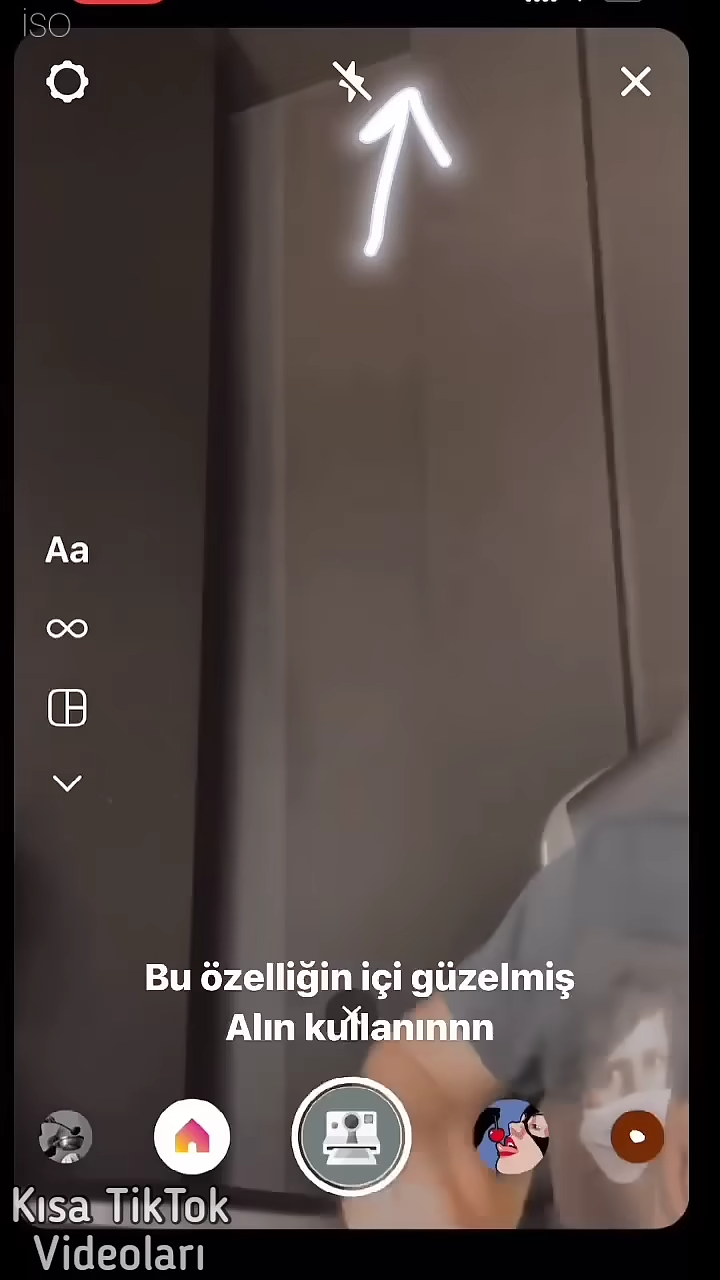 iso
Aa
Bu özelliğin içi güzelmiş
Alın kullanınnn
Kısa TikTok
Videoları